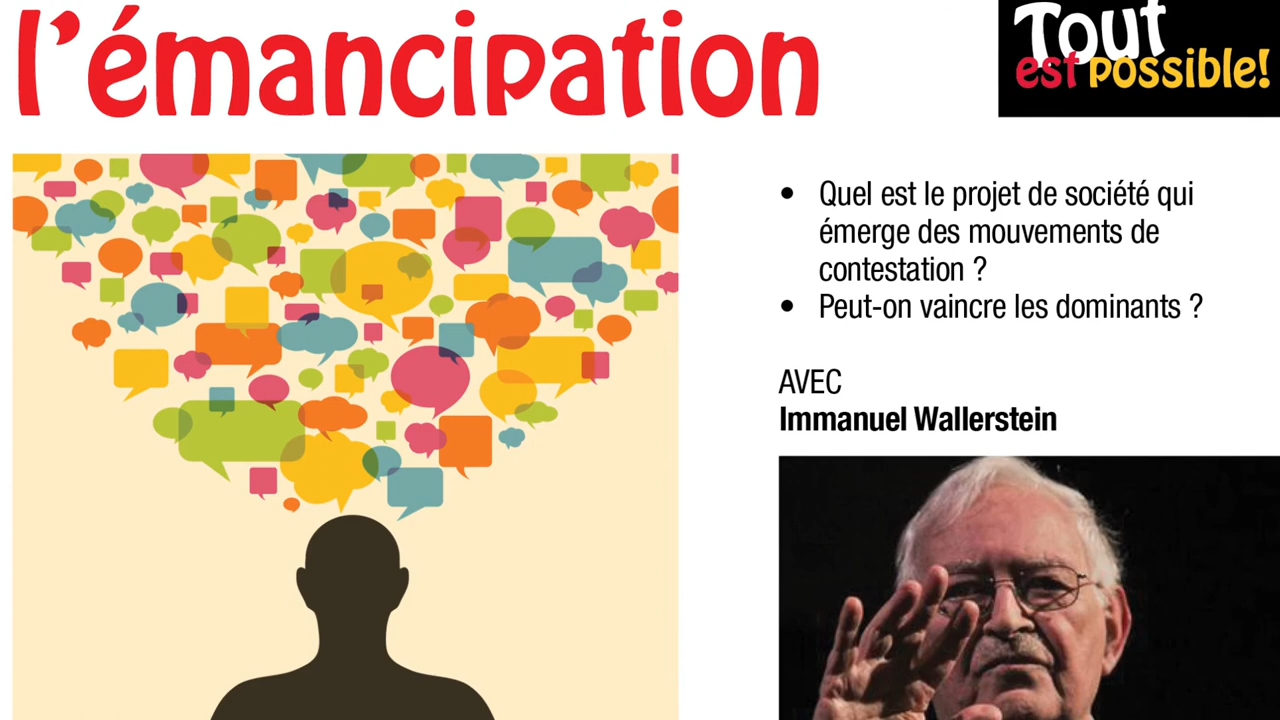 l'émancipation
Tout
est possible!
• Quel est le projet de société qui
émerge des mouvements de
contestation ?
• Peut-on vaincre les dominants ?
AVEC
Immanuel Wallerstein